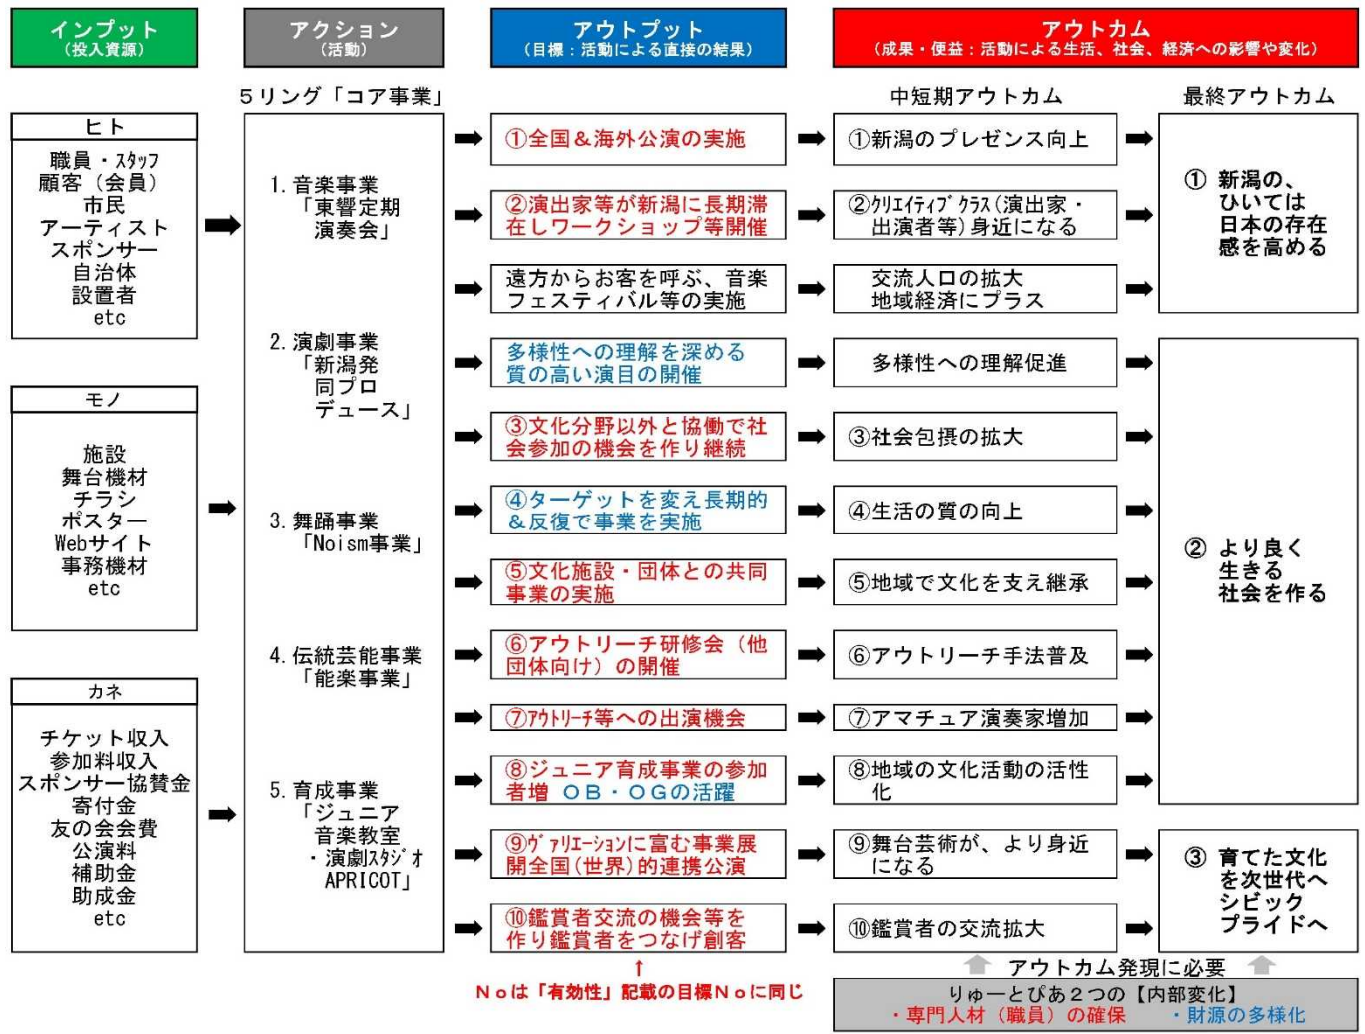 インプット
(投入資源)
アクション
(活動)
アウトプット
(目標：活動による直接の結果)
アウトカム
(成果・便益：活動による生活、社会、経済への影響や変化)
5リング「コア事業」
中短期アウトカム
最終アウトカム
ヒト
職員・スタッフ
顧客（会員）
市民
アーティスト
スポンサー
自治体
設置者
etc
モノ
施設
舞台機材
チラシ
ポスター
Webサイト
事務機材
etc
カネ
チケット収入
参加料収入
スポンサー協賛金
寄付金
友の会会費
公演料
補助金
助成金
etc
1. 音楽事業
「東響定期
演奏会」
2. 演劇事業
「新潟発
同プロ
デュース」
3. 舞踊事業
「Noism事業」
4. 伝統芸能事業
「能楽事業」
5. 育成事業
「ジュニア
音楽教室
・演劇スタジオ
APRICOT」
①全国＆海外公演の実施
②演出家等が新潟に長期滞
在しワークショップ等開催
遠方からお客を呼ぶ、音楽
フェスティバル等の実施
多様性への理解を深める
質の高い演目の開催
③文化分野以外と協働で社
会参加の機会を作り継続
④ターゲットを変え長期的
＆反復で事業を実施
⑤文化施設・団体との共同
事業の実施
⑥アウトリーチ研修会（他
団体向け）の開催
⑦アウトリーチ等への出演機会
⑧ジュニア育成事業の参加
者増 ＯＢ・ＯＧの活躍
⑨ヴァリエーションに富む事業展
開全国(世界)的連携公演
⑩鑑賞者交流の機会等を
作り鑑賞者をつなげ創客
↑
Ｎｏは「有効性」記載の目標Ｎｏに同じ
①新潟のプレゼンス向上
②クリエイティブクラス(演出家・
出演者等)身近になる
交流人口の拡大
地域経済にプラス
多様性への理解促進
③社会包摂の拡大
④生活の質の向上
⑤地域で文化を支え継承
⑥アウトリーチ手法普及
⑦アマチュア演奏家増加
⑧地域の文化活動の活性
化
⑨舞台芸術が、より身近
になる
⑩鑑賞者の交流拡大
① 新潟の、
ひいては
日本の存在
感を高める
② より良く
生きる
社会を作る
③ 育てた文化
を次世代へ
シビック
プライドへ
アウトカム発現に必要
りゅーとぴあ２つの【内部変化】
・専門人材（職員）の確保 ・財源の多様化